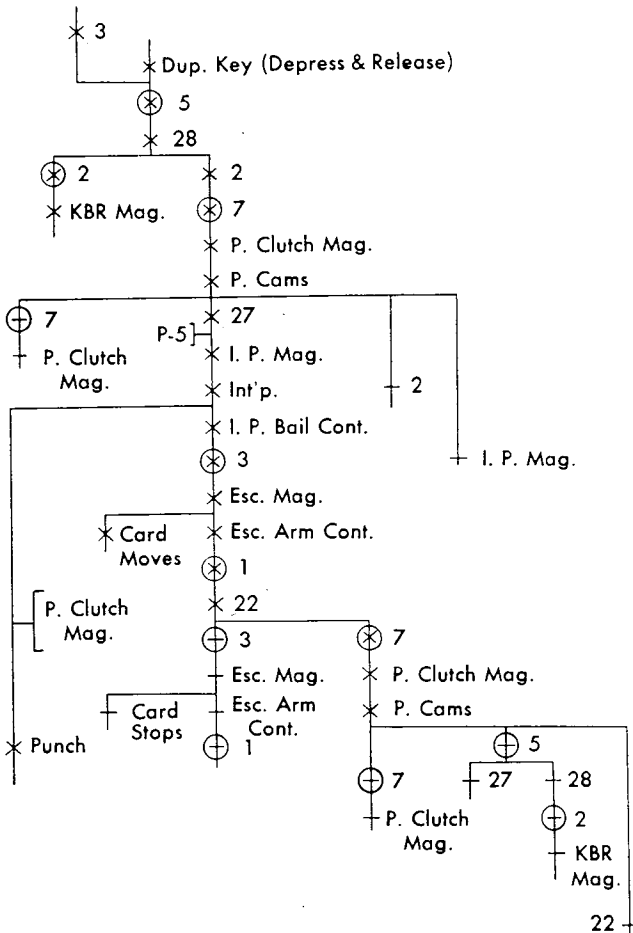 3
Dup. Key (Depress & Release)
5
28
2
2
KBR Mag.
7
P. Clutch Mag.
P. Cams
7
27
P-5
P. Clutch
Mag.
I. P. Mag.
2
Int'p.
I. P. Bail Cont.
3
I. P. Mag.
Esc. Mag.
Card
Moves
Esc. Arm Cont.
1
22
P. Clutch
Mag.
3
7
Esc. Mag.
P. Clutch Mag.
Card
Stops
Esc. Arm
Cont.
P. Cams
Punch
1
5
7
27
28
P. Clutch
Mag.
2
KBR
Mag.
22